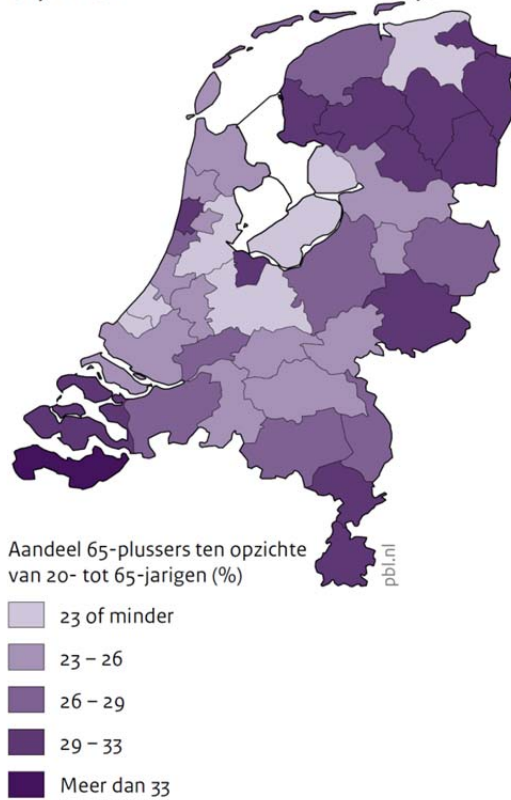 Aandeel 65-plussers ten opzichte
van 20- tot 65-jarigen (%)
23 of minder
23 – 26
26 – 29
29 – 33
Meer dan 33
pbl.nl